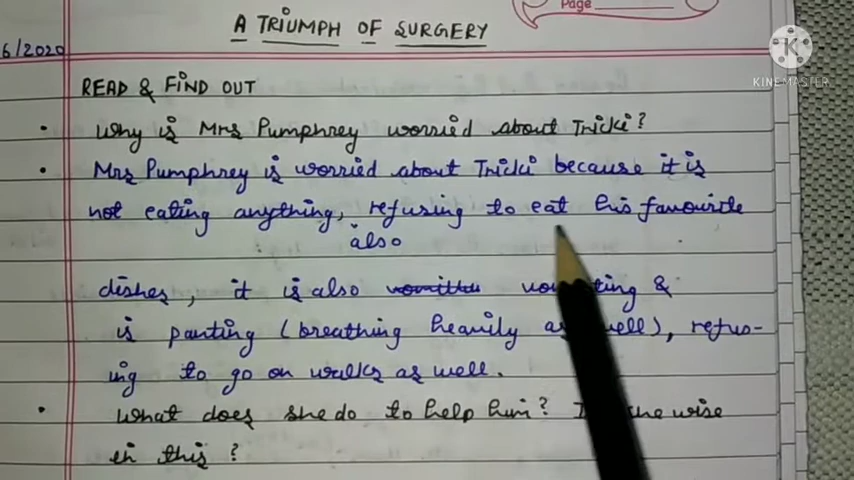 Page
A TRIUMPH OF SURGERY
6/2020
KINEMASTER
READ & FIND OUT
• Why is Mrs Pumphrey worried about Tricki?
• Mrs Pumphrey is worried about Tricki because it is
not eating anything, refusing to eat his favourite
also
dishes, it is also & 
is panting (breathing heavily well), refus-
ing to go on walks as well.
• What does she do to help him? she wise
in this ?